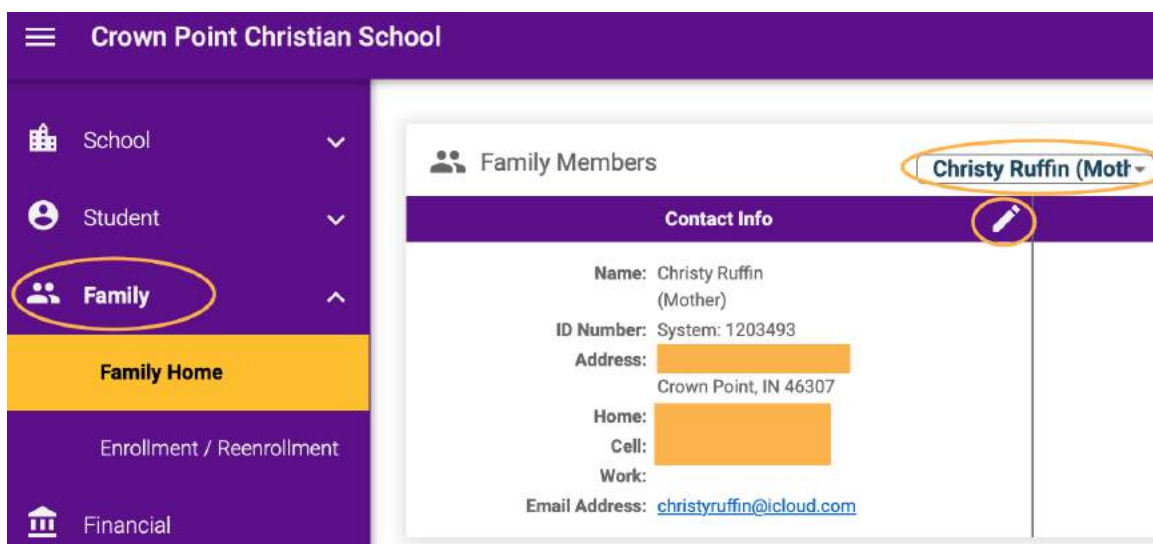 Crown Point Christian School
School
Student
Family
Family Home
Enrollment / Reenrollment
Financial
Family Members
Christy Ruffin (Moth
Contact Info
Name: Christy Ruffin
(Mother)
ID Number: System: 1203493
Address:
Crown Point, IN 46307
Home:
Cell:
Work:
Email Address: christyruffin@icloud.com